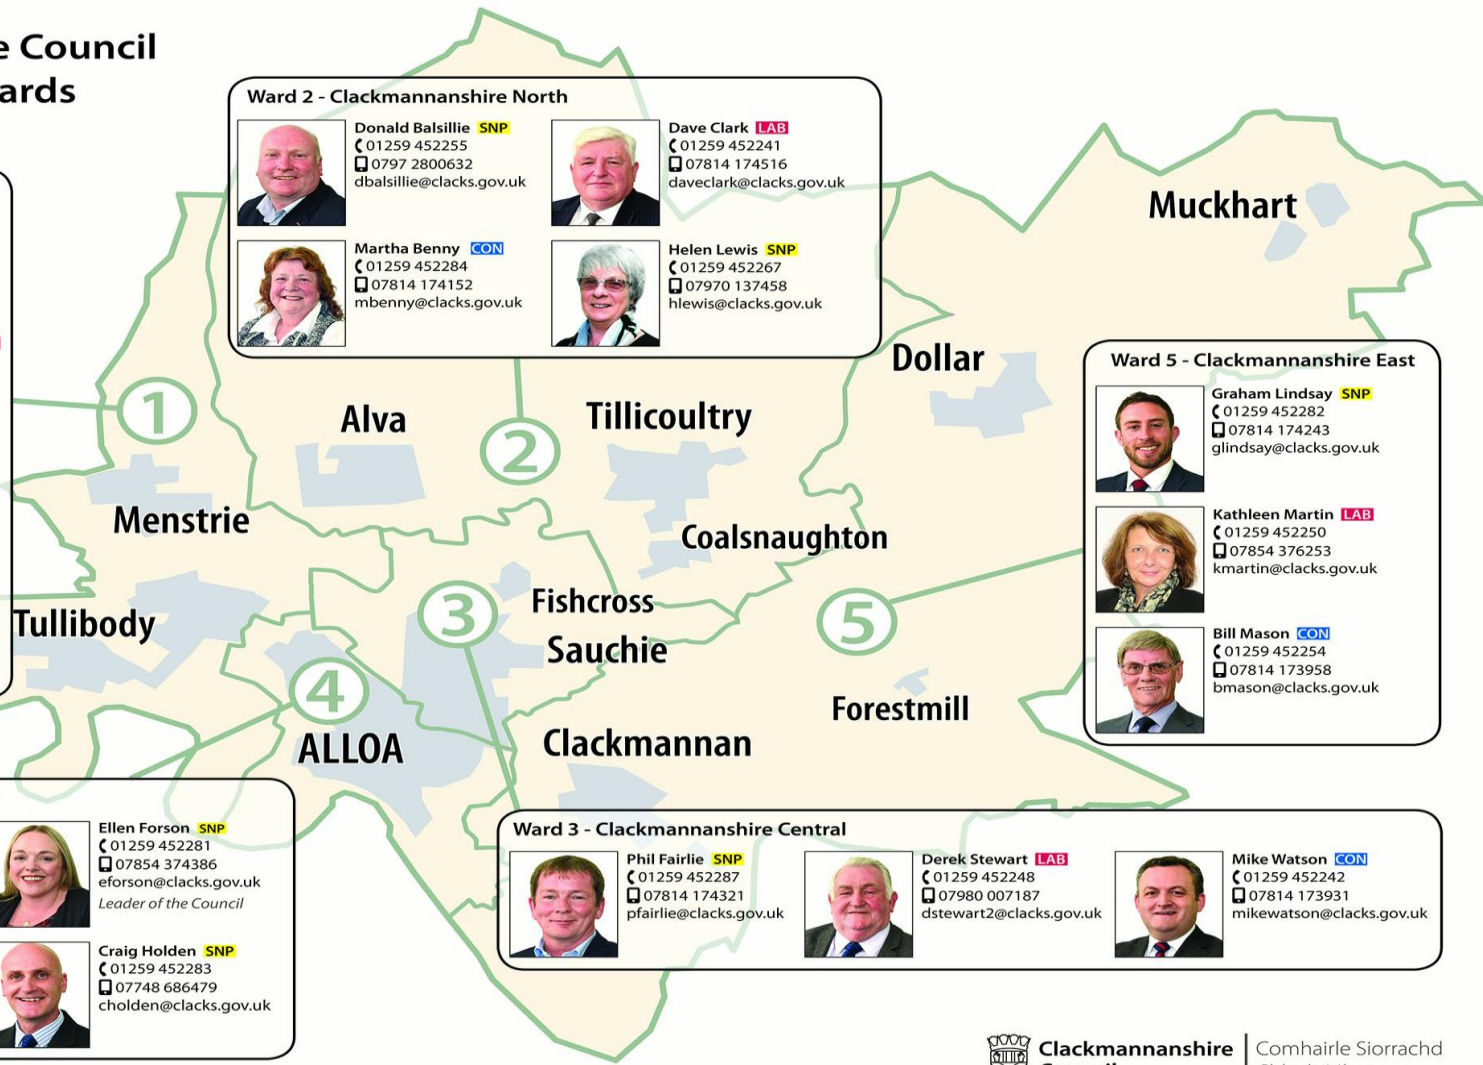 e Council
ards
Ward 2 - Clackmannanshire North
Donald Balsillie SNP
01259 452255
0797 2800632
dbalsillie@clacks.gov.uk
Dave Clark LAB
01259 452241
07814 174516
daveclark@clacks.gov.uk
Martha Benny CON
01259 452284
07814 174152
mbenny@clacks.gov.uk
Helen Lewis SNP
01259 452267
07970 137458
hlewis@clacks.gov.uk
Muckhart
Dollar
Ward 5 - Clackmannanshire East
Graham Lindsay SNP
01259 452282
07814 174243
glindsay@clacks.gov.uk
Kathleen Martin LAB
01259 452250
07854 376253
kmartin@clacks.gov.uk
Bill Mason CON
01259 452254
07814 173958
bmason@clacks.gov.uk
1
Alva
2
Tillicoultry
Menstrie
Coalsnaughton
Tullibody
3
Fishcross
Sauchie
5
4
Forestmill
ALLOA
Clackmannan
Ellen Forson SNP
01259 452281
07854 374386
eforson@clacks.gov.uk
Leader of the Council
Craig Holden SNP
01259 452283
07748 686479
cholden@clacks.gov.uk
Ward 3 - Clackmannanshire Central
Phil Fairlie SNP
01259 452287
07814 174321
pfairlie@clacks.gov.uk
Derek Stewart LAB
01259 452248
07980 007187
dstewart2@clacks.gov.uk
Mike Watson CON
01259 452242
07814 173931
mikewatson@clacks.gov.uk
Clackmannanshire
Comhairle Siorrachd